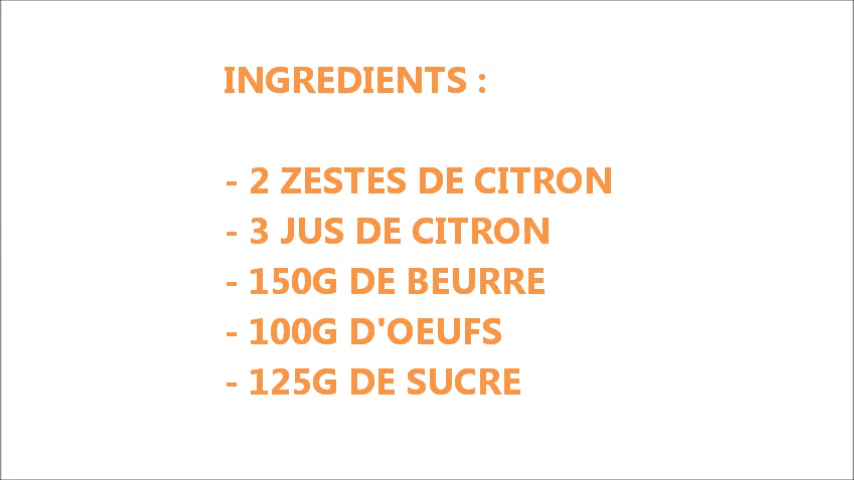 INGREDIENTS :
- 2 ZESTES DE CITRON
- 3 JUS DE CITRON
- 150G DE BEURRE
- 100G D'OEUFS
- 125G DE SUCRE